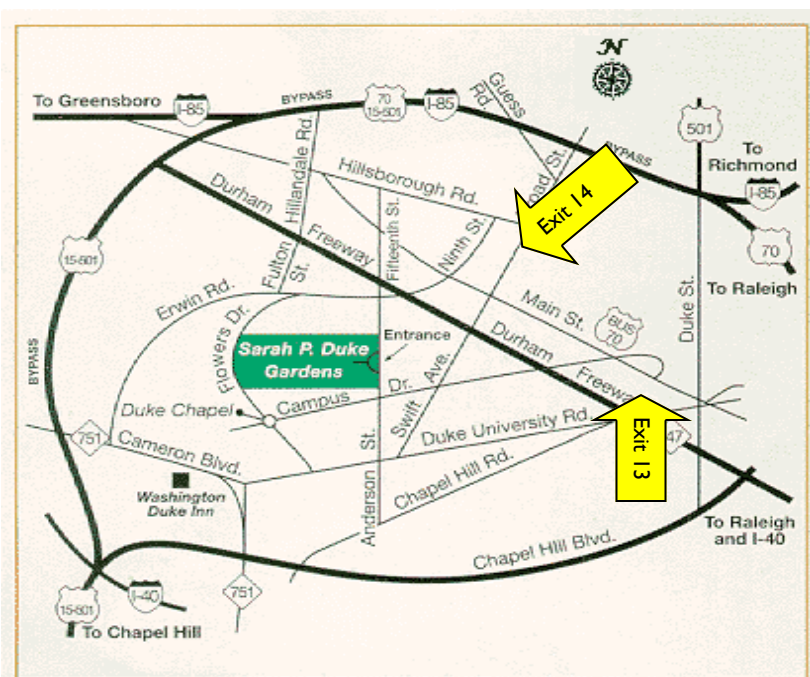 N
To Greensboro
I-85
BYPASS
70
15-501
I-85
Guess
Rd.
501
To
Richmond
BYPASS
I-85
70
To Raleigh
Hillandale Rd.
Hillsborough Rd.
oad St.
Exit 14
Durham
Freeway
Fifteenth St.
Ninth St.
Fulton
St.
15-501
Erwin Rd.
Flowers Dr.
Main St.
BUS
70
Duke St.
Sarah P. Duke
Gardens
Entrance
Durham
Freewa
BYPASS
Duke Chapel
Campus
Dr.
Swift
Ave.
Duke University Rd.
Exit 13
47
751
Cameron Blvd.
Washington
Duke Inn
Anderson
St.
Chapel Hill Rd.
To Raleigh
and I-40
Chapel Hill Blvd.
751
I-40
15-501
To Chapel Hill